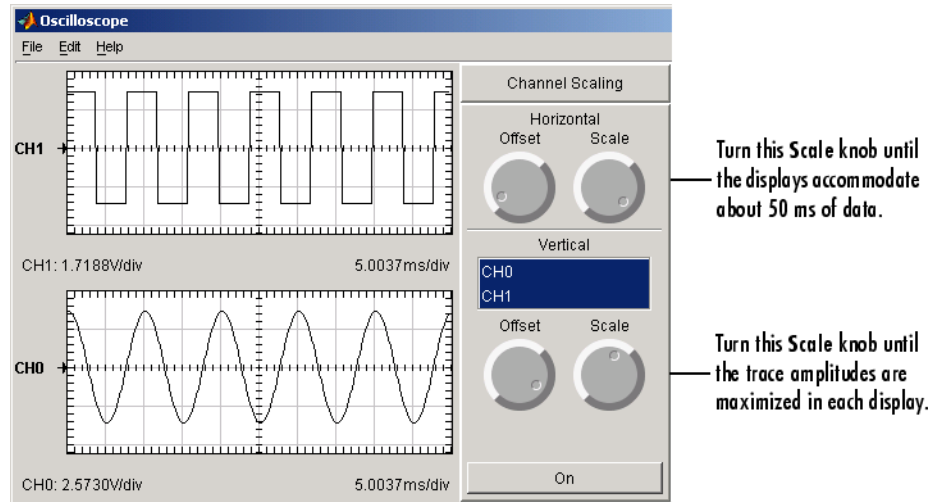 Oscilloscope
File Edit Help
CH1
CH1: 1.7188V/div 5.0037ms/div
CH0
CH0: 2.5730V/div 5.0037ms/div
Channel Scaling
Horizontal
Offset Scale
Vertical
CH0
CH1
Offset Scale
On
Turn this Scale knob until
the displays accommodate
about 50 ms of data.
Turn this Scale knob until
the trace amplitudes are
maximized in each display.